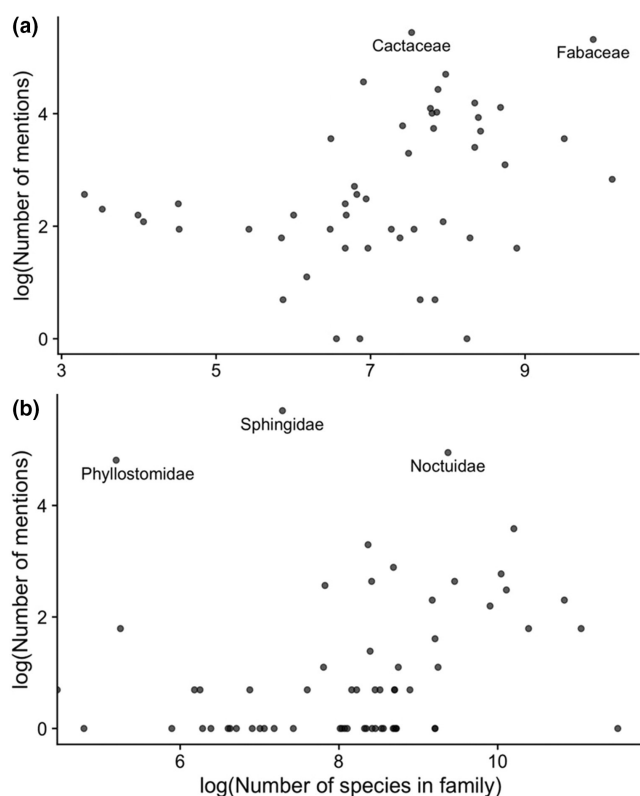 (a)
log(Number of mentions)
Cactaceae
Fabaceae
4
2
0
3 5 7 9
(b)
log(Number of mentions)
Sphingidae
Phyllostomidae
Noctuidae
4
2
0
6 8 10
log(Number of species in family)